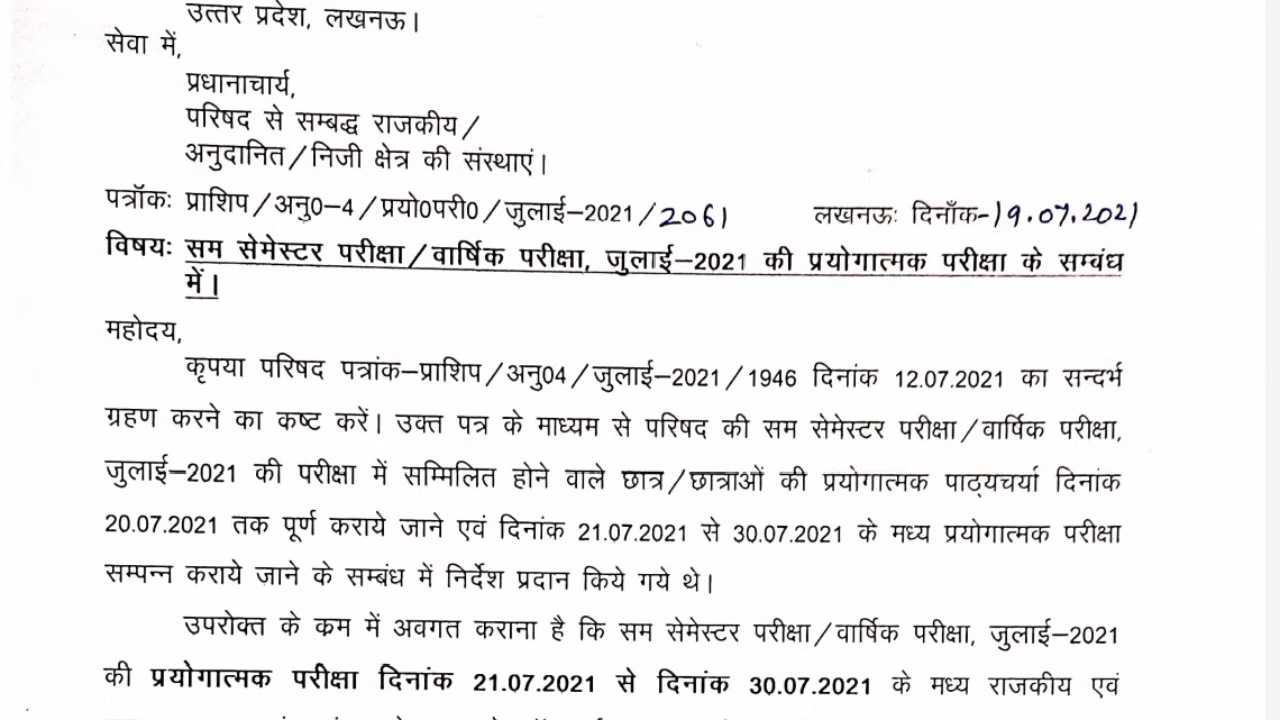 उत्तर प्रदेश, लखनऊ।
सेवा में,
प्रधानाचार्य,
परिषद से सम्बद्ध राजकीय/
अनुदानित/निजी क्षेत्र की संस्थाएं।
पत्रॉकः प्राशिप/अनु0–4/प्रयो0परी0/जुलाई–2021/2061 लखनऊः दिनॉंक-19.07.2021
विषयः सम सेमेस्टर परीक्षा/वार्षिक परीक्षा, जुलाई–2021 की प्रयोगात्मक परीक्षा के सम्बंध
में।
महोदय,
कृपया परिषद पत्रांक–प्राशिप/अनु04/जुलाई–2021/1946 दिनांक 12.07.2021 का सन्दर्भ
ग्रहण करने का कष्ट करें। उक्त पत्र के माध्यम से परिषद की सम सेमेस्टर परीक्षा/वार्षिक परीक्षा,
जुलाई–2021 की परीक्षा में सम्मिलित होने वाले छात्र/छात्राओं की प्रयोगात्मक पाठ्यचर्या दिनांक
20.07.2021 तक पूर्ण कराये जाने एवं दिनांक 21.07.2021 से 30.07.2021 के मध्य प्रयोगात्मक परीक्षा
सम्पन्न कराये जाने के सम्बंध में निर्देश प्रदान किये गये थे।
उपरोक्त के कम में अवगत कराना है कि सम सेमेस्टर परीक्षा/वार्षिक परीक्षा, जुलाई–2021
की प्रयोगात्मक परीक्षा दिनांक 21.07.2021 से दिनांक 30.07.2021 के मध्य राजकीय एवं